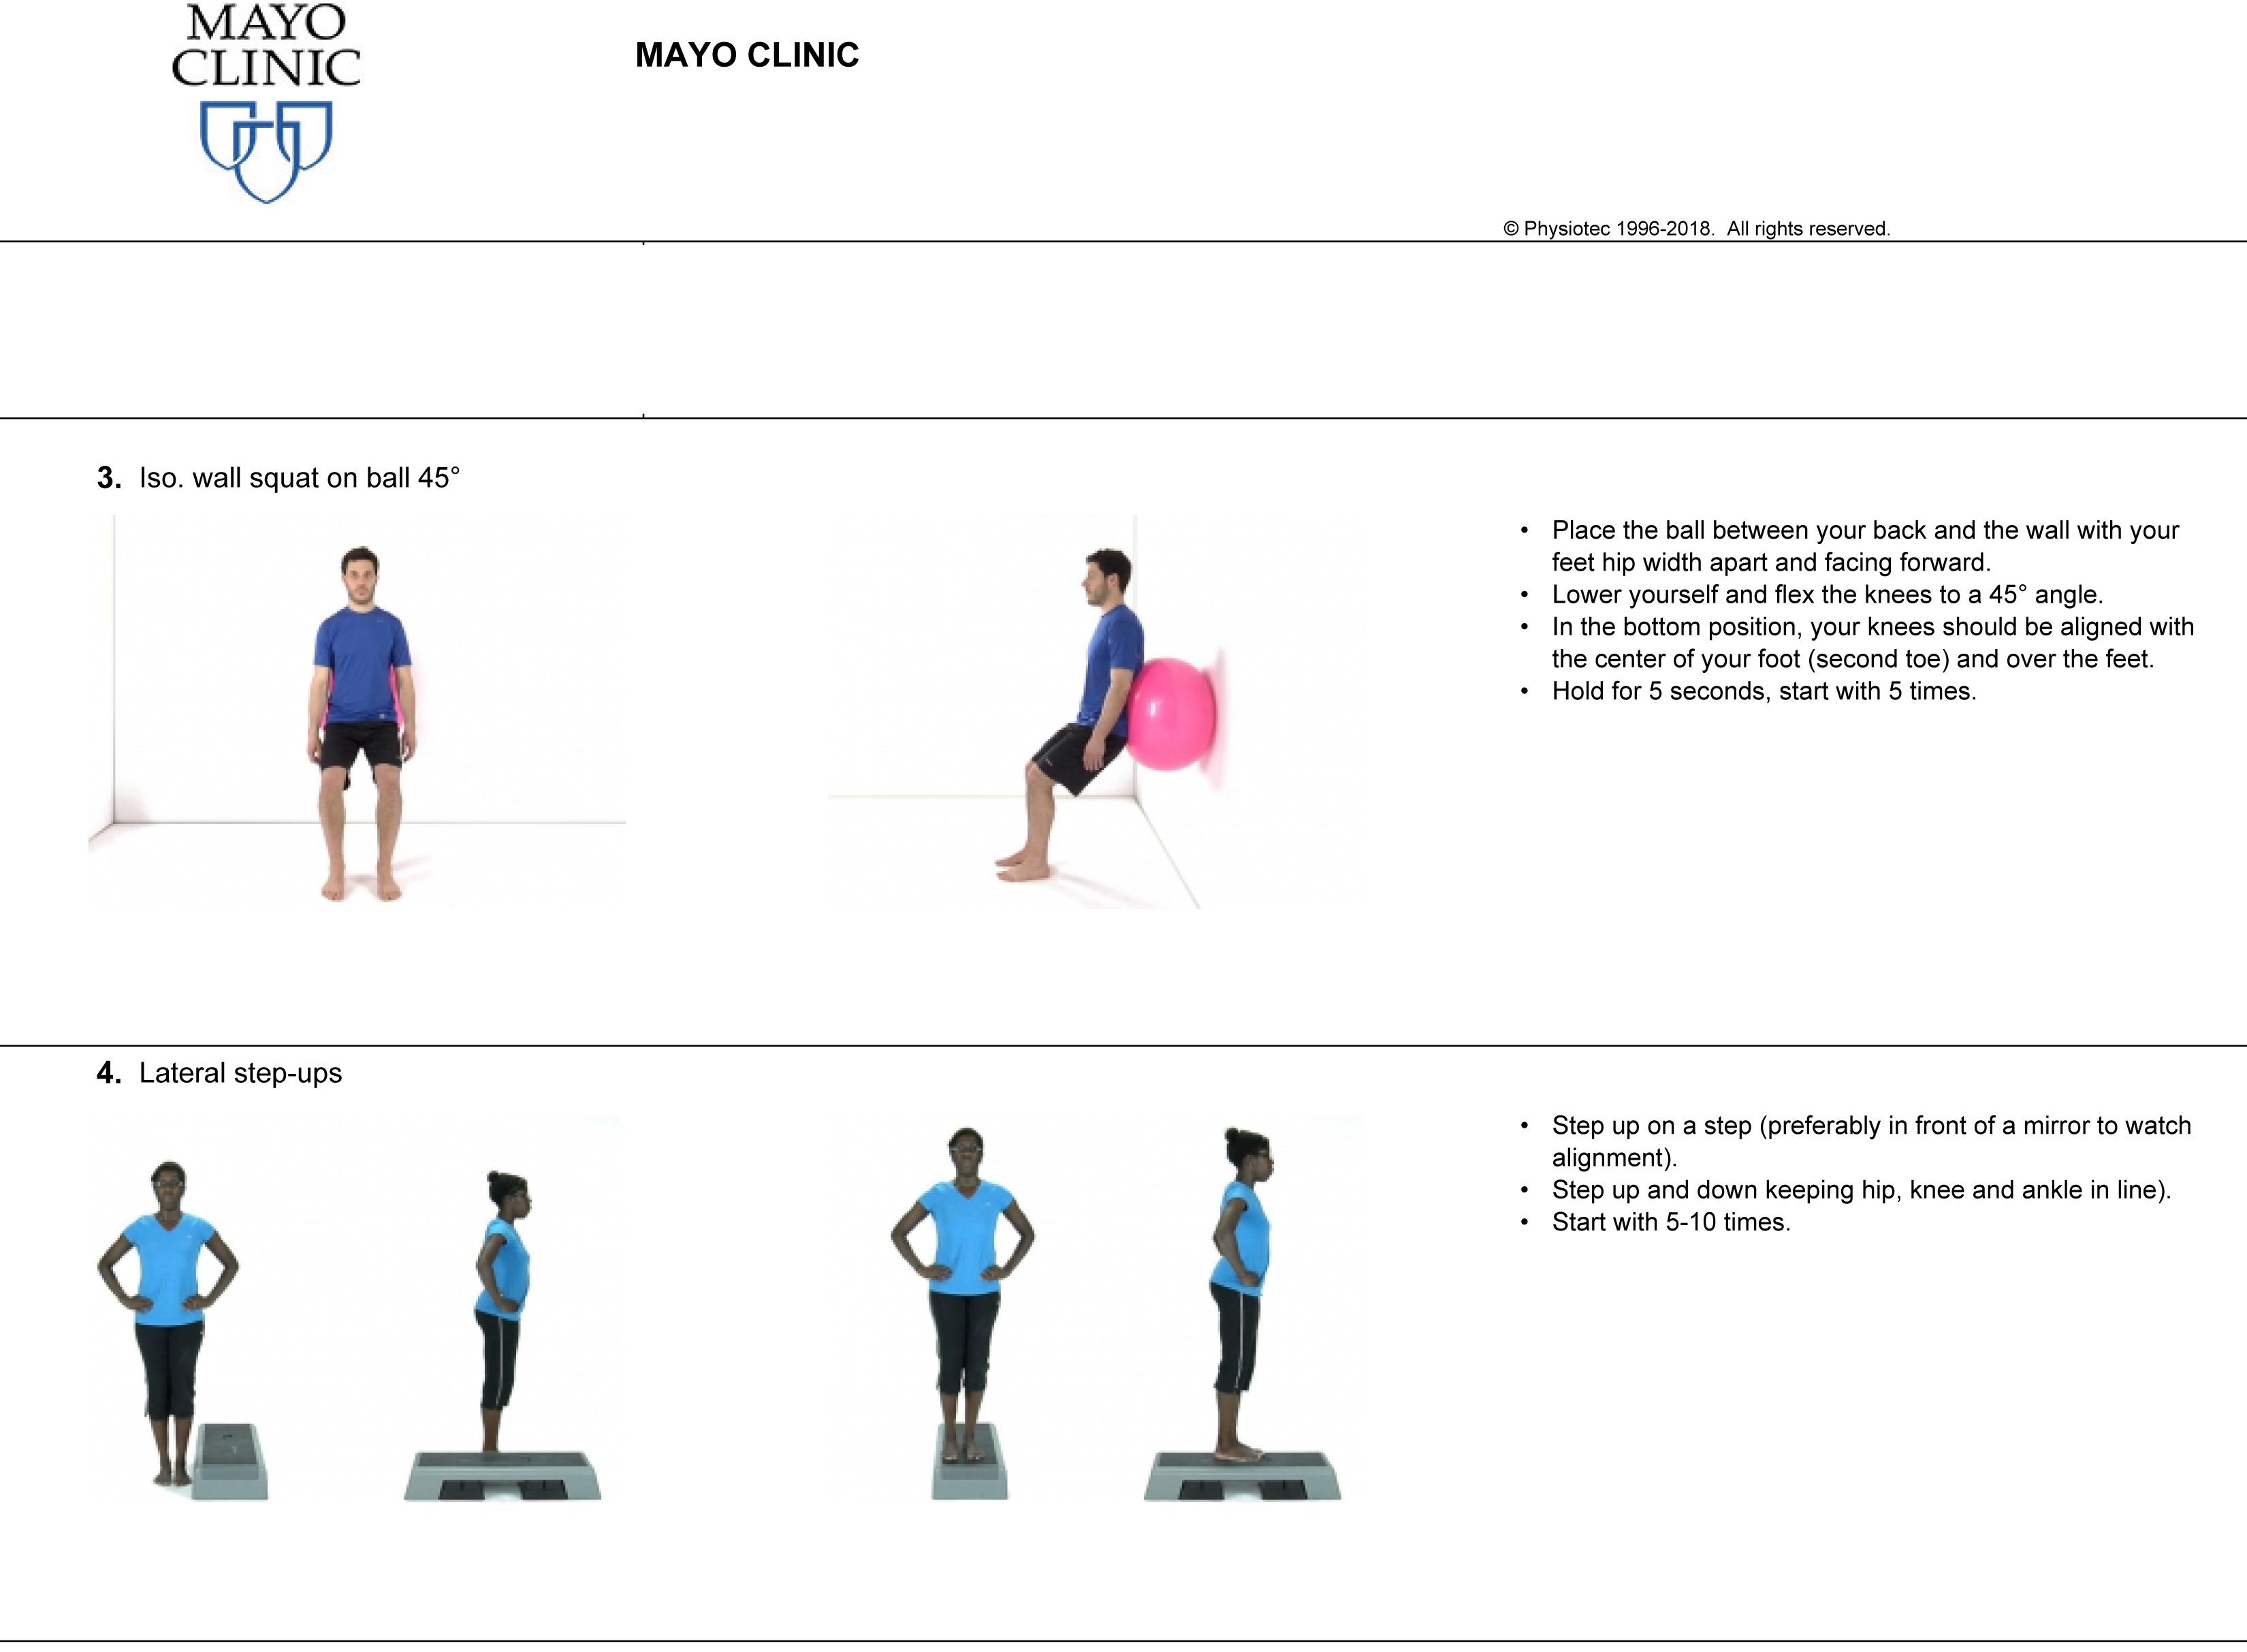 MAYO
CLINIC
MAYO CLINIC
© Physiotec 1996-2018.  All rights reserved.
3. Iso. wall squat on ball 45°
• Place the ball between your back and the wall with your
feet hip width apart and facing forward.
• Lower yourself and flex the knees to a 45° angle.
• In the bottom position, your knees should be aligned with
the center of your foot (second toe) and over the feet.
• Hold for 5 seconds, start with 5 times.
4. Lateral step-ups
• Step up on a step (preferably in front of a mirror to watch
alignment).
• Step up and down keeping hip, knee and ankle in line).
• Start with 5-10 times.